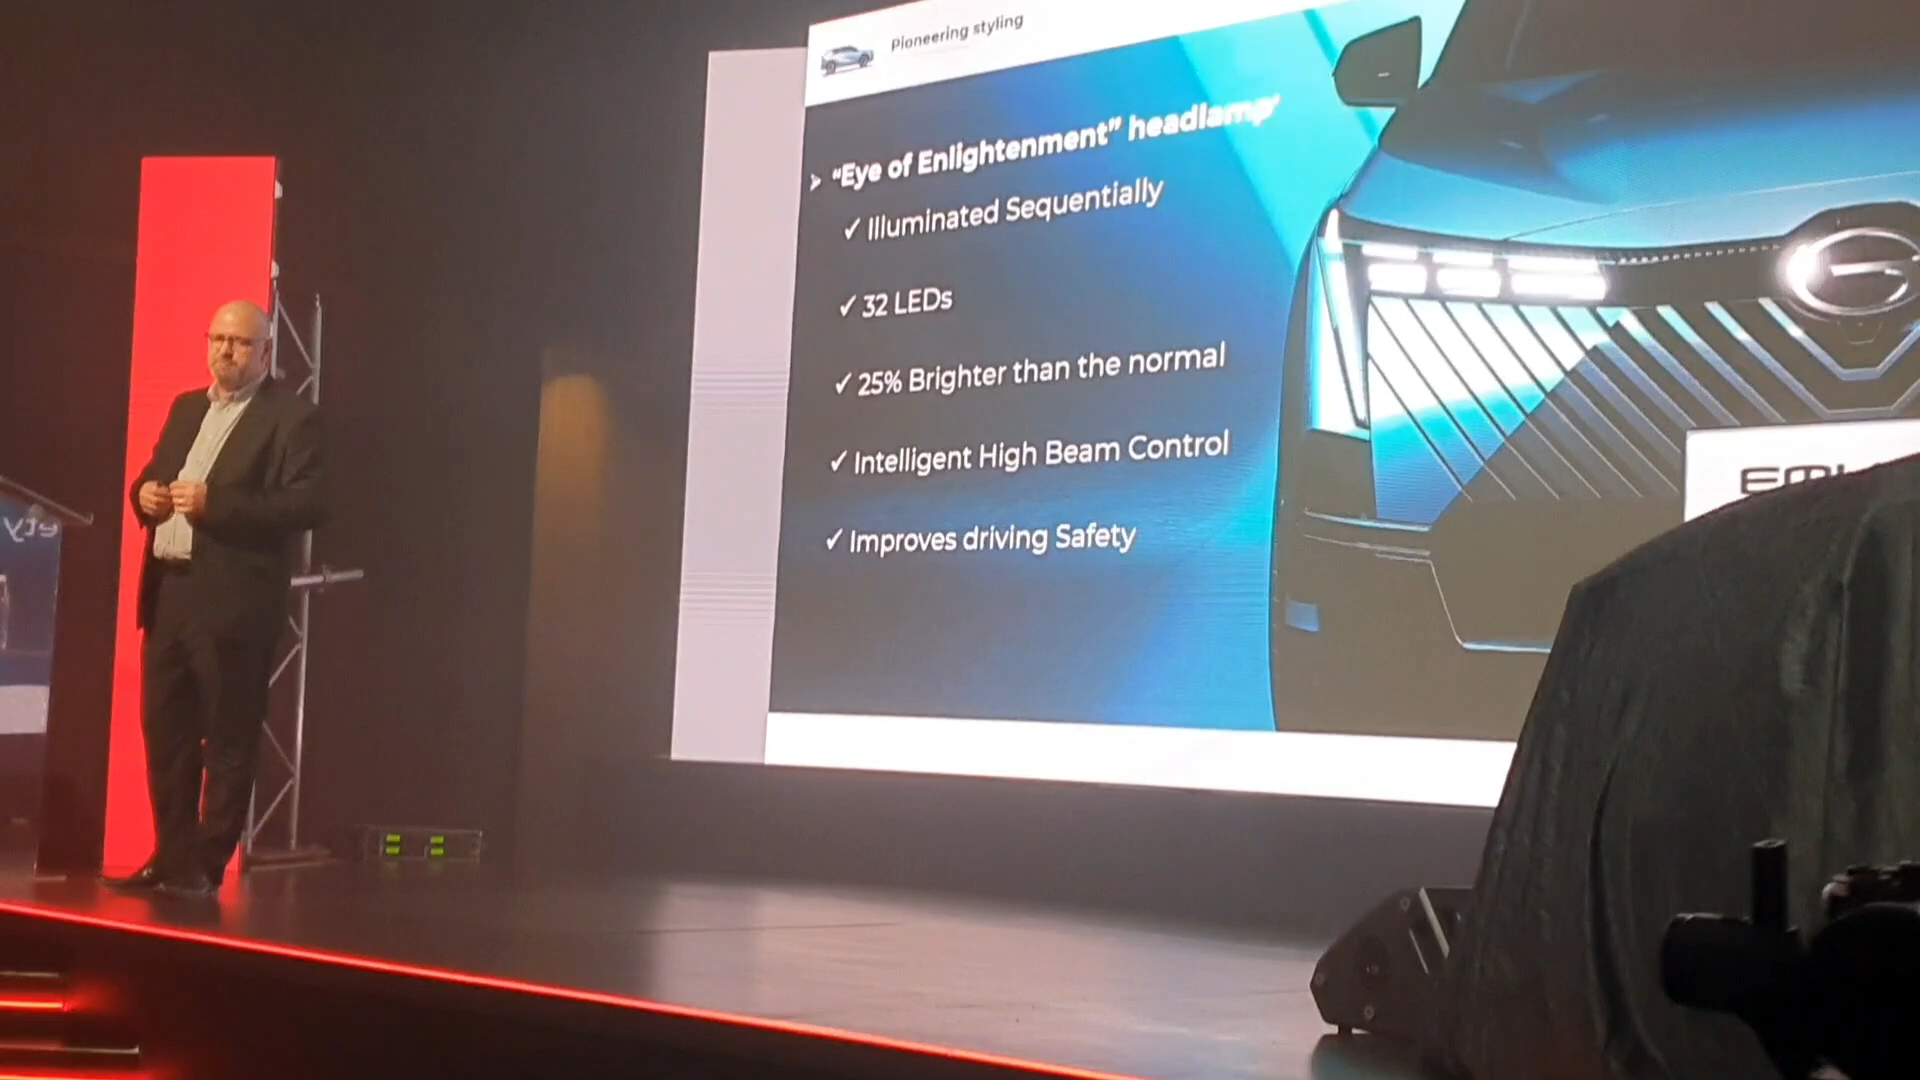 Pioneering styling
➤ “Eye of Enlightenment” headlamp
✓ Illuminated Sequentially
✓ 32 LEDs
✓ 25% Brighter than the normal
✓ Intelligent High Beam Control
✓ Improves driving Safety